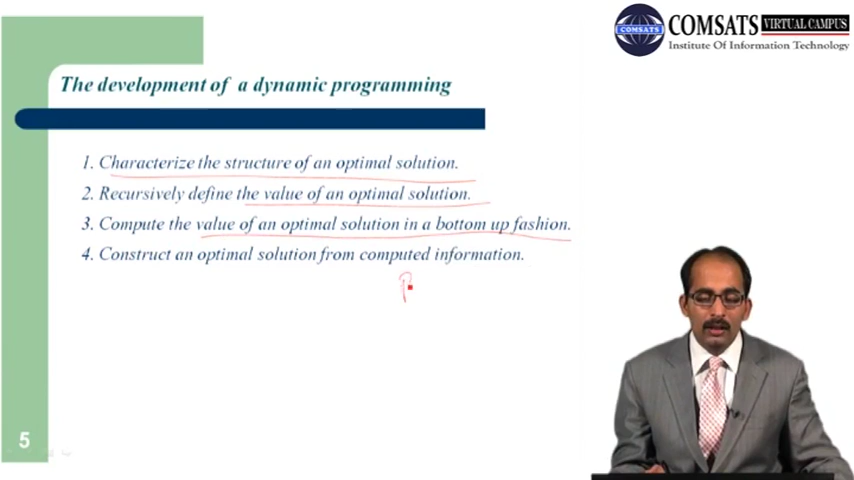 COMSATS VIRTUAL CAMPUS
COMSATS
Institute Of Information Technology
The development of a dynamic programming
1. Characterize the structure of an optimal solution.
2. Recursively define the value of an optimal solution.
3. Compute the value of an optimal solution in a bottom up fashion.
4. Construct an optimal solution from computed information.
5